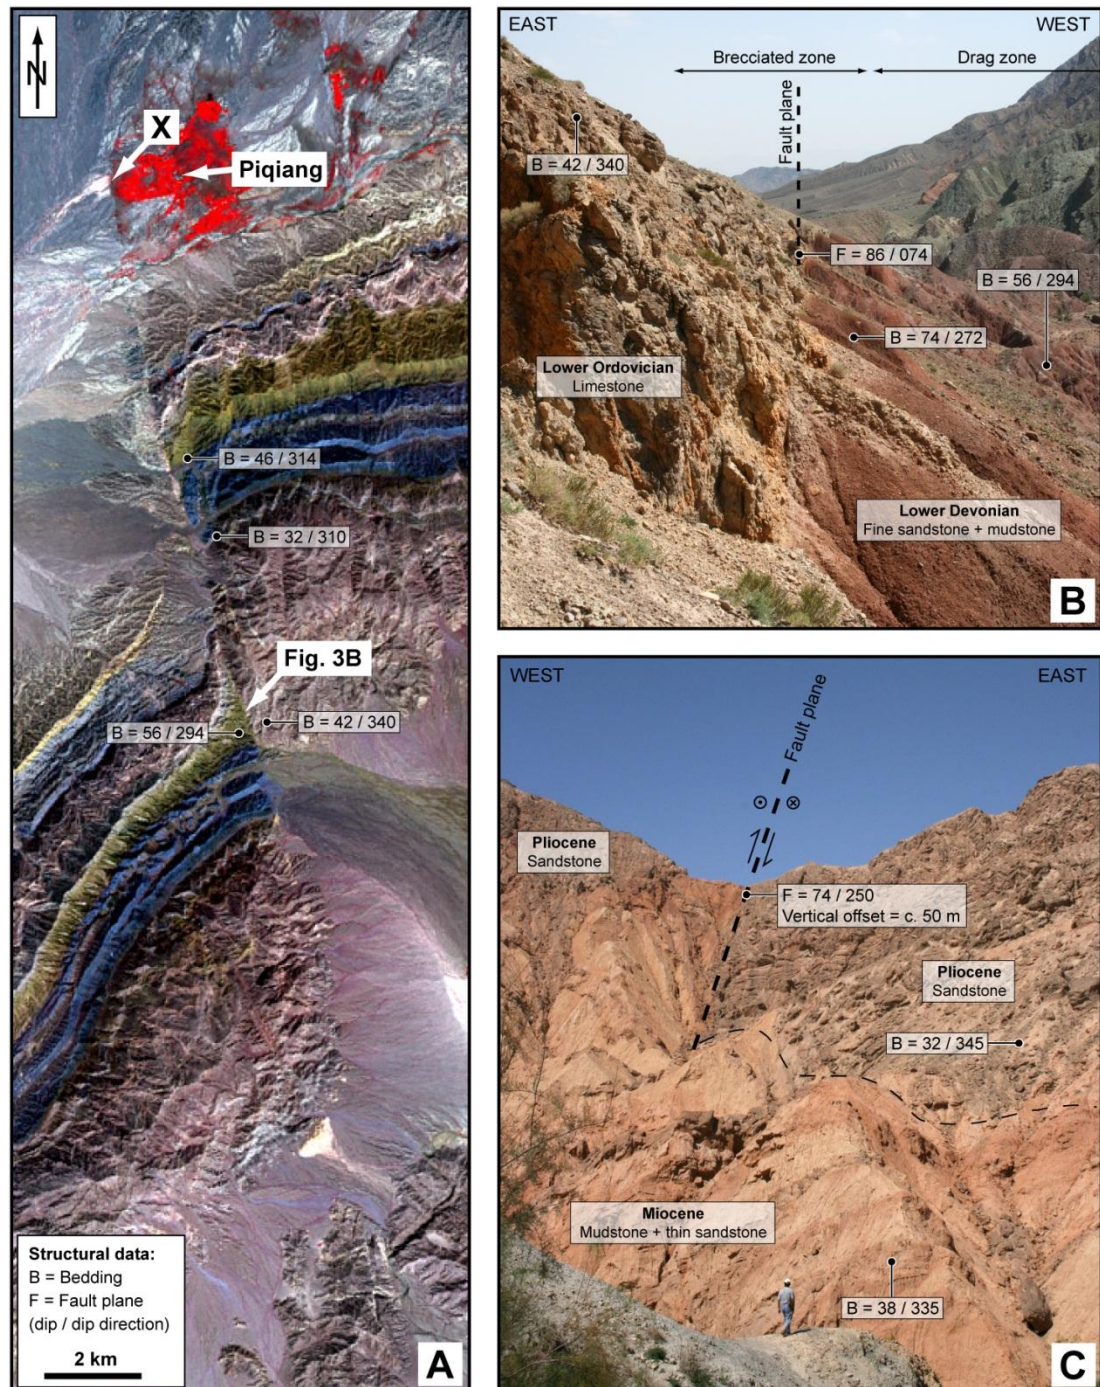 N
X
Piqiang
B = 46 / 314
B = 32 / 310
Fig. 3B
B = 42 / 340
B = 56 / 294
Structural data:
B = Bedding
F = Fault plane
(dip / dip direction)
2 km
A
EAST
WEST
Brecciated zone
Drag zone
Fault plane
B = 42 / 340
F = 86 / 074
B = 56 / 294
B = 74 / 272
Lower Ordovician
Limestone
Lower Devonian
Fine sandstone + mudstone
B
WEST
EAST
Fault plane
Pliocene
Sandstone
F = 74 / 250
Vertical offset = c. 50 m
Pliocene
Sandstone
B = 32 / 345
Miocene
Mudstone + thin sandstone
B = 38 / 335
C